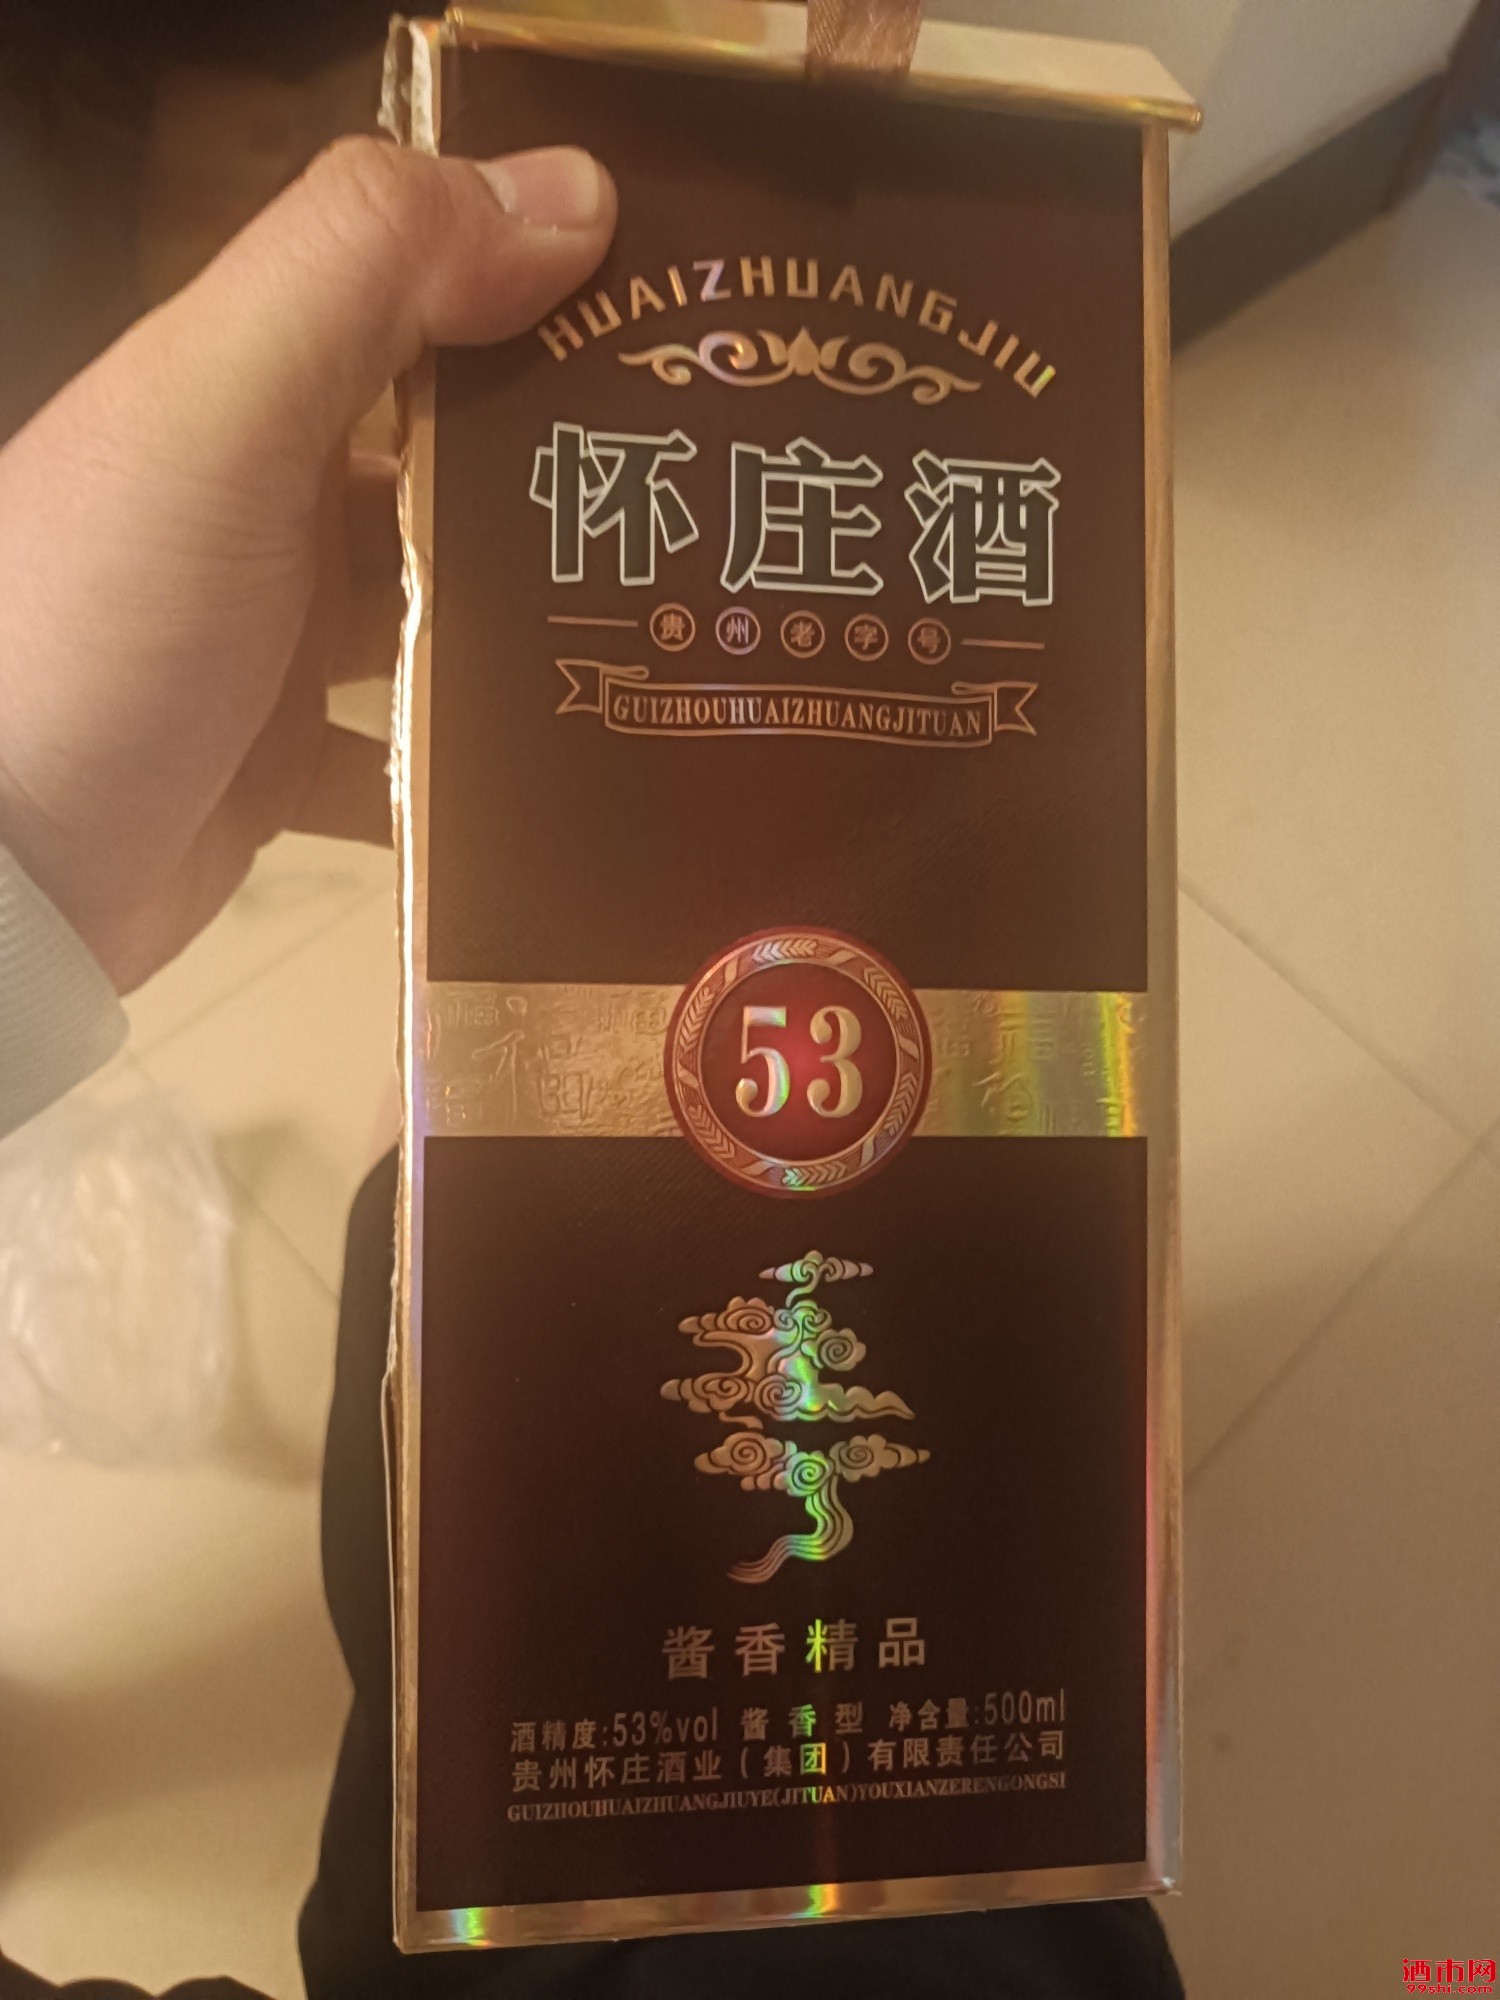 HUAIZHUANGJIU
怀庄酒
贵州老字号
GUIZHOUHUAIZHUANGJITUAN
53
酱香精品
酒精度:53%vol 酱香型 净含量:500ml
贵州怀庄酒业(集团)有限责任公司
GUIZHOUHUAIZHUANGJIUYE(JITUAN)YOUXIANZERENGONGSI
酒市网
99shi.com